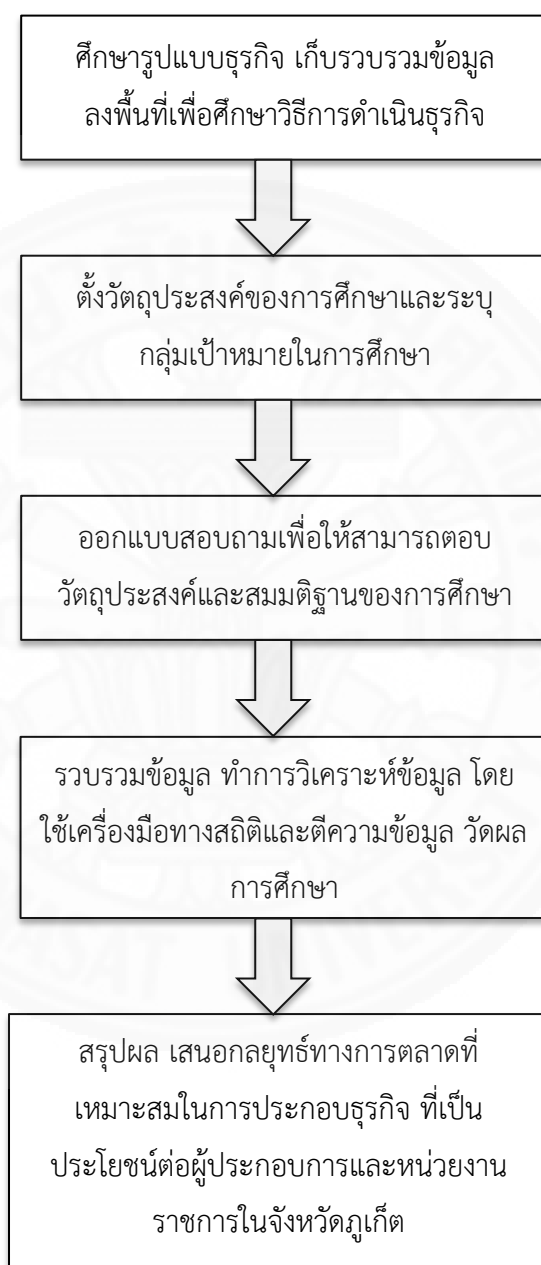 ศึกษารูปแบบธุรกิจ เก็บรวบรวมข้อมูล
ลงพื้นที่เพื่อศึกษาวิธีการดำเนินธุรกิจ
ตั้งวัตถุประสงค์ของการศึกษาและระบุ
กลุ่มเป้าหมายในการศึกษา
ออกแบบสอบถามเพื่อให้สามารถตอบ
วัตถุประสงค์และสมมติฐานของการศึกษา
รวบรวมข้อมูล ทำการวิเคราะห์ข้อมูล โดย
ใช้เครื่องมือทางสถิติและตีความข้อมูล วัดผล
การศึกษา
สรุปผล เสนอกลยุทธ์ทางการตลาดที่
เหมาะสมในการประกอบธุรกิจ ที่เป็น
ประโยชน์ต่อผู้ประกอบการและหน่วยงาน
ราชการในจังหวัดภูเก็ต